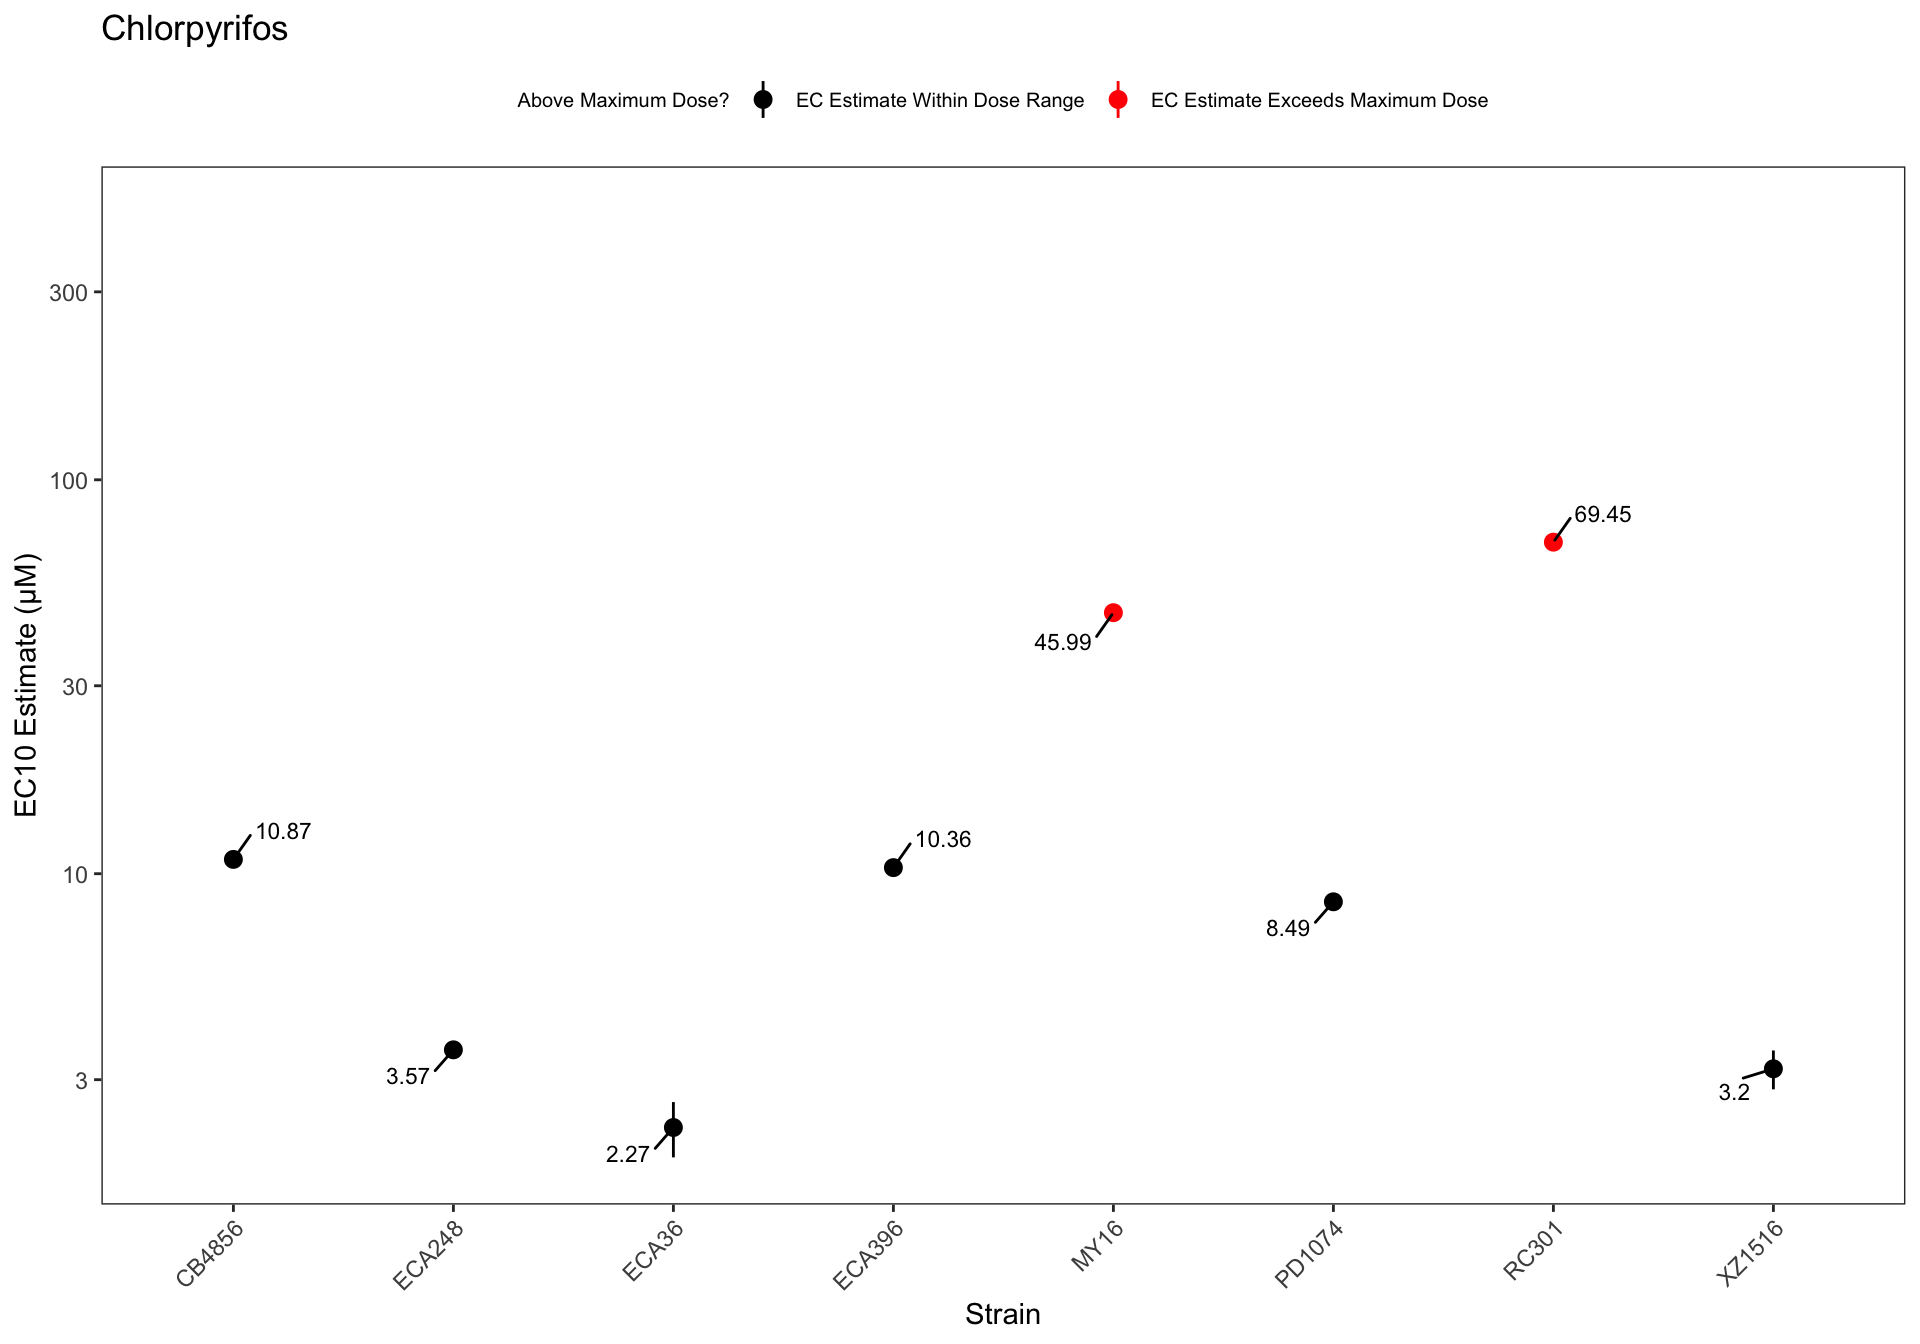 Chlorpyrifos
Above Maximum Dose? EC Estimate Within Dose Range EC Estimate Exceeds Maximum Dose
EC10 Estimate (μM)
300
100
30
10
3
10.87
3.57
2.27
10.36
45.99
8.49
69.45
3.2
CB4856
ECA248
ECA36
ECA396
MY16
PD1074
RC301
XZ1516
Strain